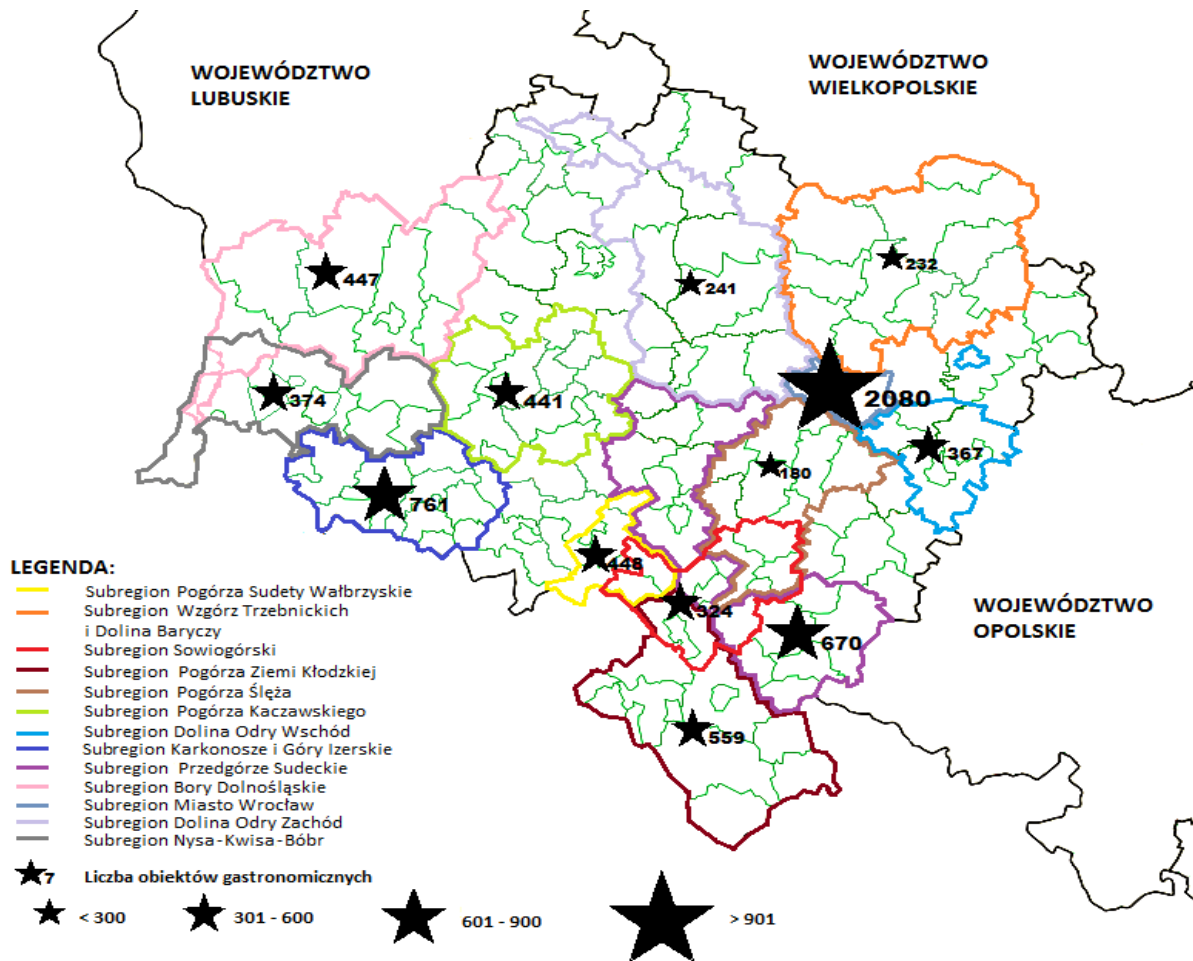 WOJEWÓDZTWO
LUBUSKIE
WOJEWÓDZTWO
WIELKOPOLSKIE
447
241
232
374
441
2080
367
180
761
448
324
670
559
WOJEWÓDZTWO
OPOLSKIE
LEGENDA:
Subregion Pogórza Sudety Wałbrzyskie
Subregion Wzgórz Trzebnickich
i Dolina Baryczy
Subregion Sowiogórski
Subregion Pogórza Ziemi Kłodzkiej
Subregion Pogórza Ślęża
Subregion Pogórza Kaczawskiego
Subregion Dolina Odry Wschód
Subregion Karkonosze i Góry Izerskie
Subregion Przedgórze Sudeckie
Subregion Bory Dolnośląskie
Subregion Miasto Wrocław
Subregion Dolina Odry Zachód
Subregion Nysa-Kwisa-Bóbr
7 Liczba obiektów gastronomicznych
< 300 301 - 600 601 - 900 > 901